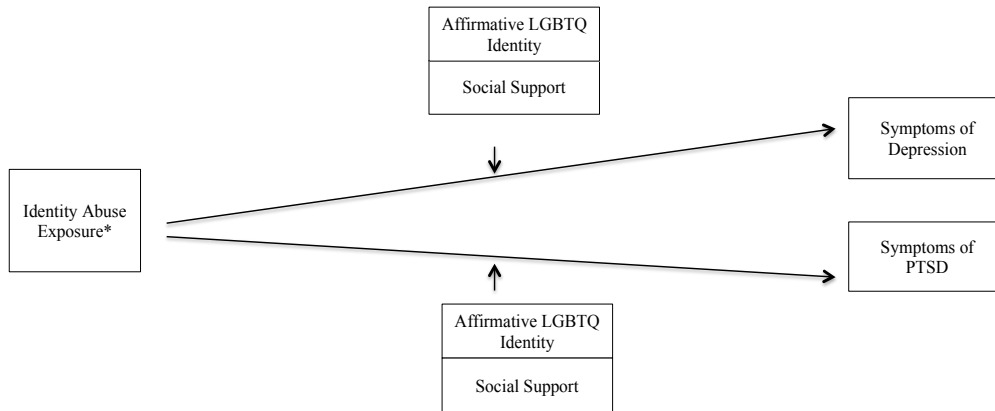 Affirmative LGBTQ
Identity
Social Support
Symptoms of
Depression
Identity Abuse
Exposure*
Symptoms of
PTSD
Affirmative LGBTQ
Identity
Social Support